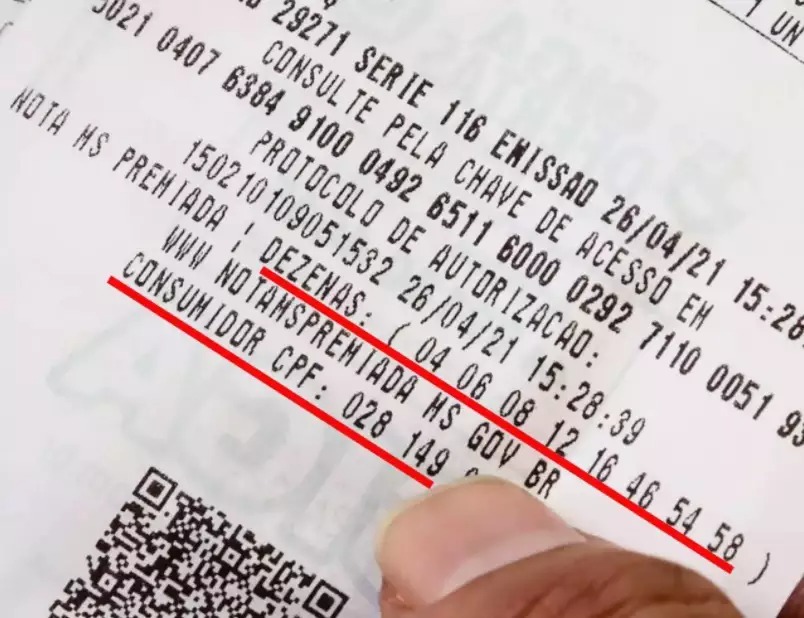 1 UN
29271 SERIE 116 EMISSAO 26/04/21 15:28
CONSULTE PELA CHAVE DE ACESSO EM
5021 0407 6384 9100 0492 6511 6000 0292 7110 0051 93
PROTOCOLO DE AUTORIZACAO:
150210109051532 26/04/21 15:28:39
NOTA MS PREMIADA ! DEZENAS: ( 04 06 08 12 16 46 54 58 )
WWW NOTAMSPREMIADA MS GOV BR
CONSUMIDOR CPF: 028 149